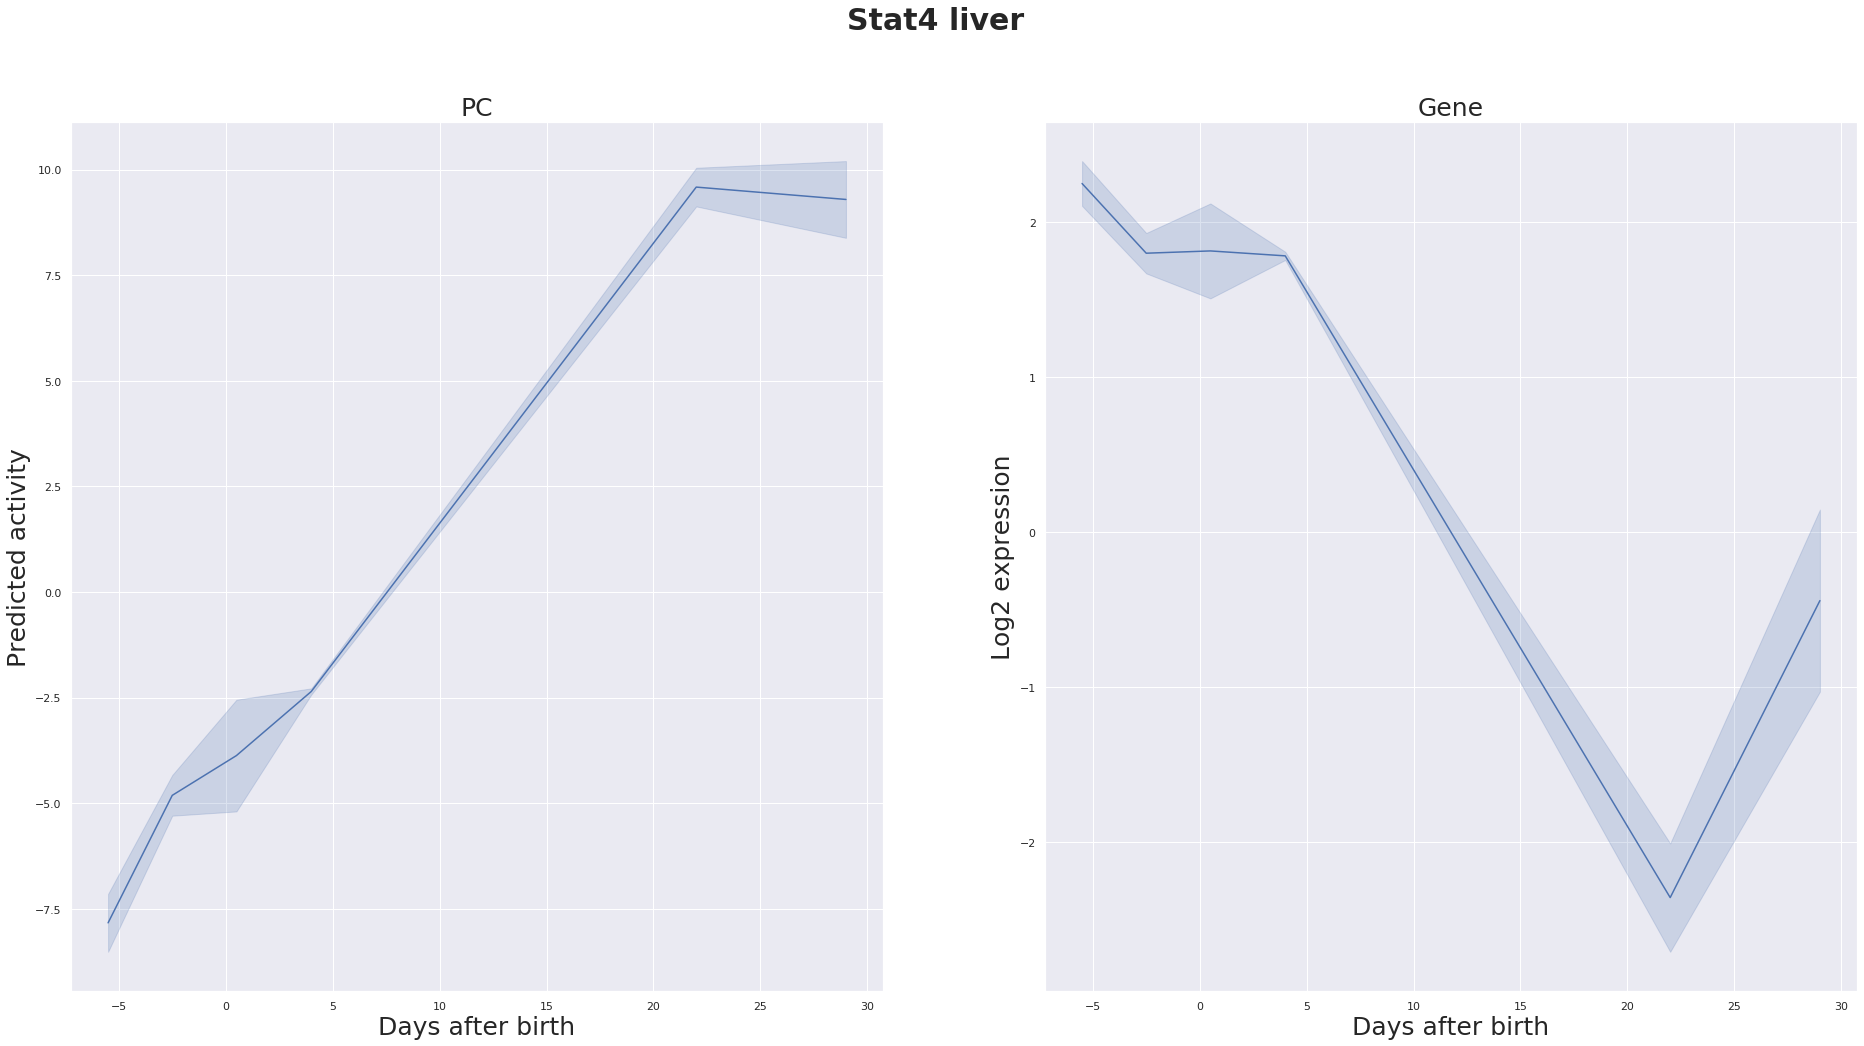 Stat4 liver
PC
Predicted activity
10.0
7.5
5.0
2.5
0.0
−2.5
−5.0
−7.5
−5 0 5 10 15 20 25 30
Days after birth
Gene
Log2 expression
2
1
0
−1
−2
−5 0 5 10 15 20 25 30
Days after birth